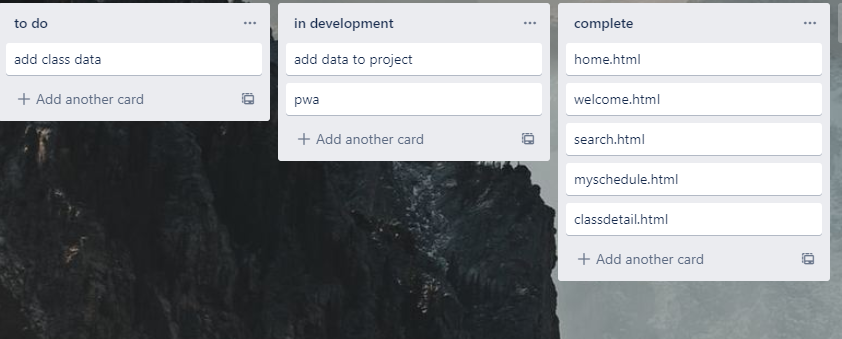 to do
add class data
Add another card
in development
add data to project
pwa
Add another card
complete
home.html
welcome.html
search.html
myschedule.html
classdetail.html
Add another card